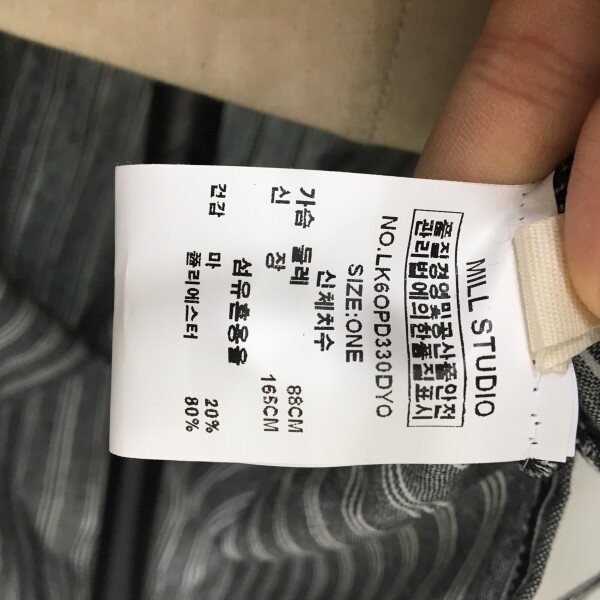 MILL STUDIO
품질경영및공산품안전
관리법에의한품질표시
NO.LK6OPD330DYO
SIZE:ONE
신체치수
가슴 둘레 88CM
신 장 165CM
섬유혼용율
겉감 마 20%
폴리에스터 80%